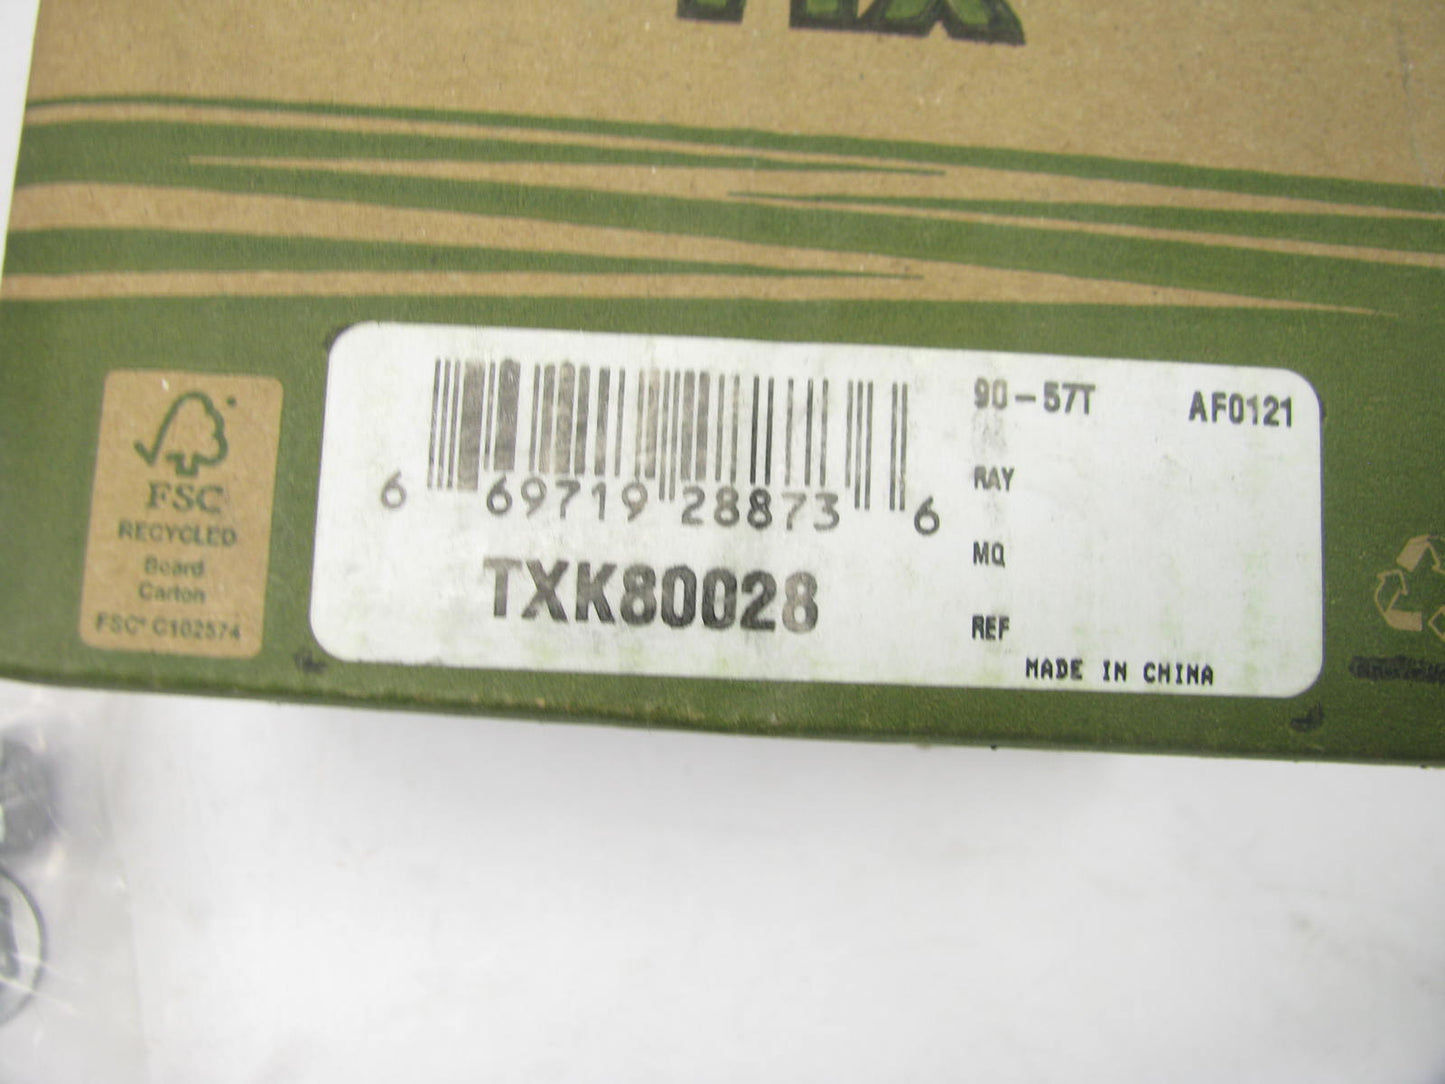 6 69719 28873 6
TXK80028
90-57T AF0121
RAY
MQ
REF
MADE IN CHINA
FSC
RECYCLED
Board
Carton
FSC® C102574